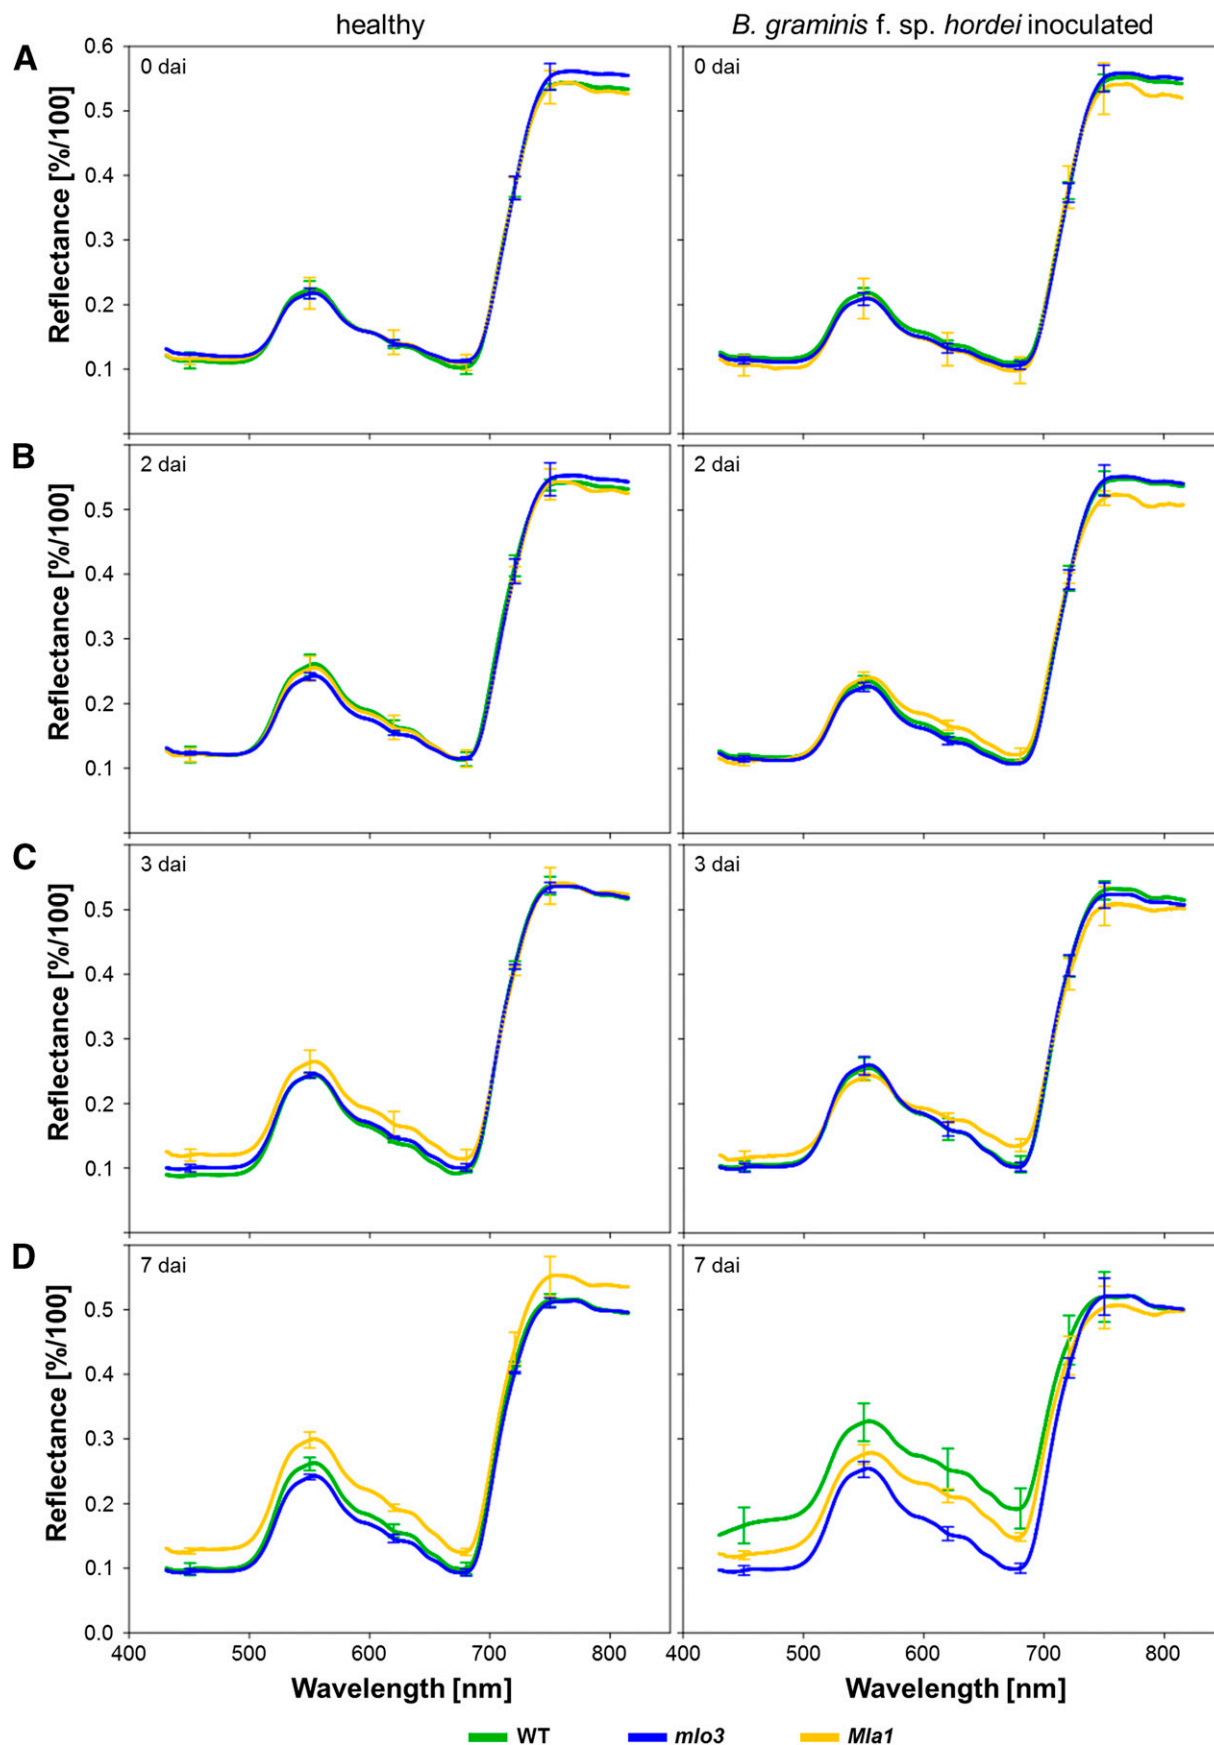 healthy
B. graminis f. sp. hordei inoculated
A
0 dai
0 dai
Reflectance [%/100]
0.6
0.5
0.4
0.3
0.2
0.1
B
2 dai
2 dai
Reflectance [%/100]
0.5
0.4
0.3
0.2
0.1
C
3 dai
3 dai
Reflectance [%/100]
0.5
0.4
0.3
0.2
0.1
D
7 dai
7 dai
Reflectance [%/100]
0.5
0.4
0.3
0.2
0.1
0.0
400 500 600 700 800
400 500 600 700 800
Wavelength [nm]
Wavelength [nm]
WT mlo3 Mla1